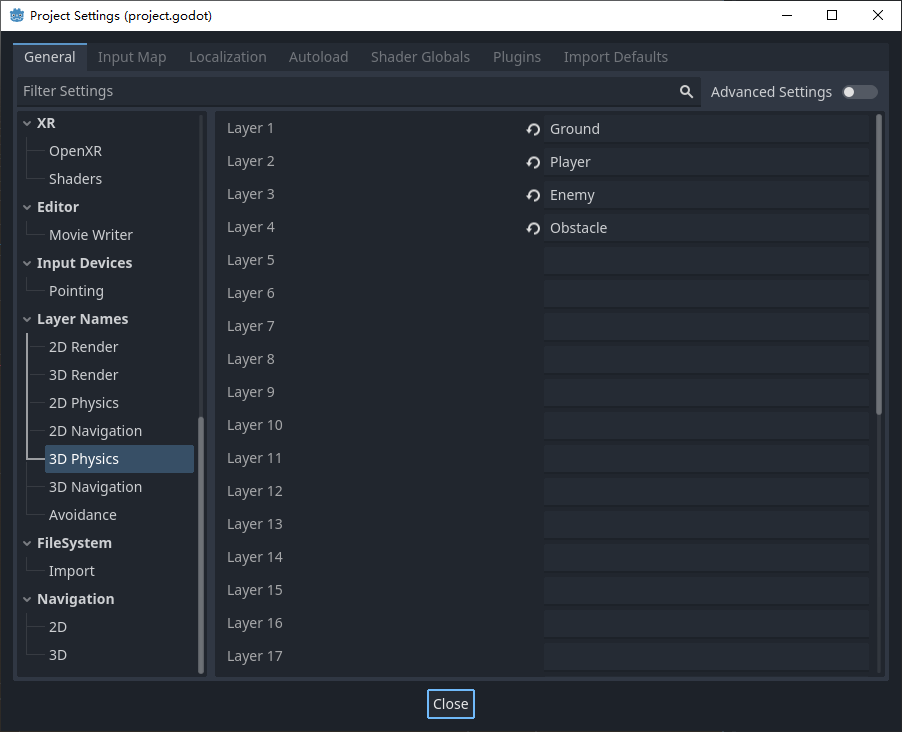 Project Settings (project.godot)
General Input Map Localization Autoload Shader Globals Plugins Import Defaults
Filter Settings Advanced Settings
XR
OpenXR
Shaders
Editor
Movie Writer
Input Devices
Pointing
Layer Names
2D Render
3D Render
2D Physics
2D Navigation
3D Physics
3D Navigation
Avoidance
FileSystem
Import
Navigation
2D
3D
Layer 1 Ground
Layer 2 Player
Layer 3 Enemy
Layer 4 Obstacle
Layer 5
Layer 6
Layer 7
Layer 8
Layer 9
Layer 10
Layer 11
Layer 12
Layer 13
Layer 14
Layer 15
Layer 16
Layer 17
Close